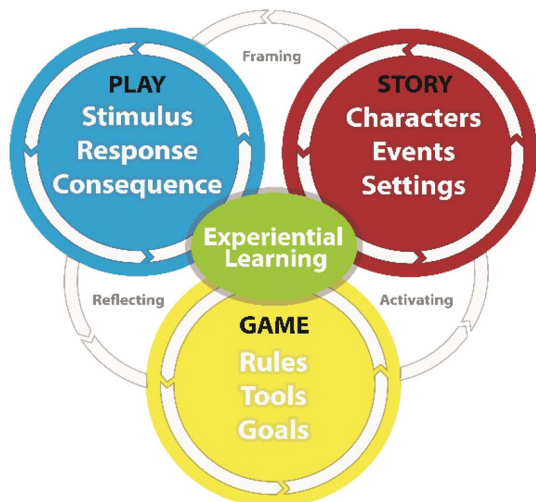 Framing
PLAY
Stimulus
Response
Consequence
STORY
Characters
Events
Settings
Experiential
Learning
Reflecting
Activating
GAME
Rules
Tools
Goals